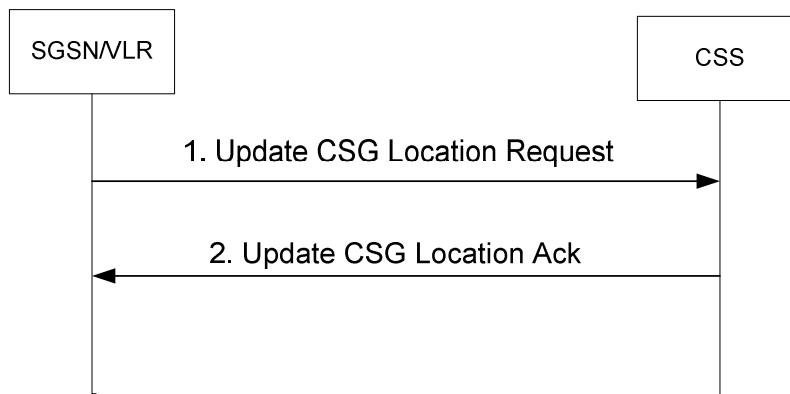 SGSN/VLR
CSS
1. Update CSG Location Request
2. Update CSG Location Ack